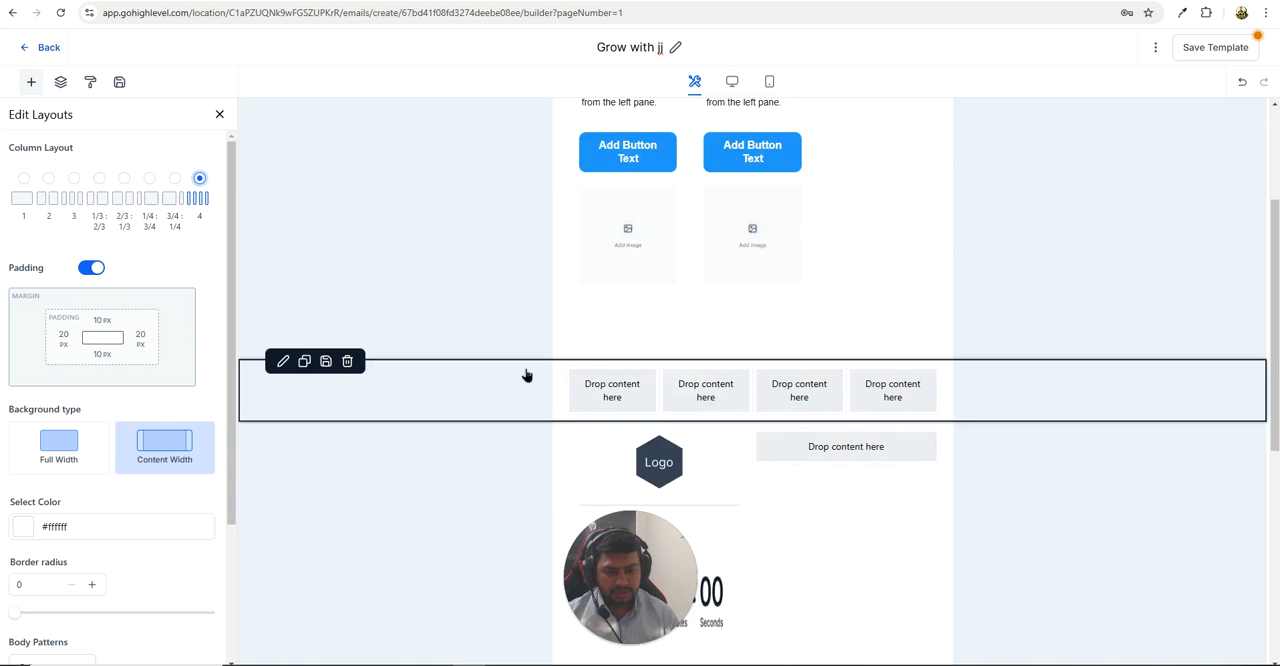 app.gohighlevel.com/location/C1aPZUQNk9wFGSZUPKrR/emails/create/67bd41f08fd3274deebe08ee/builder?pageNumber=1
Back
Grow with jj
Save Template
Edit Layouts
Column Layout
1
2
3
1/3 :
2/3
2/3 :
1/3
1/4 :
3/4
3/4 :
1/4
4
Padding
MARGIN
PADDING
10 PX
20
PX
20
PX
10 PX
Background type
Full Width
Content Width
Select Color
#ffffff
Border radius
0
Body Patterns
from the left pane.
from the left pane.
Add Button
Text
Add Button
Text
Add Image
Add Image
Drop content
here
Drop content
here
Drop content
here
Drop content
here
Logo
Drop content here
00
Seconds